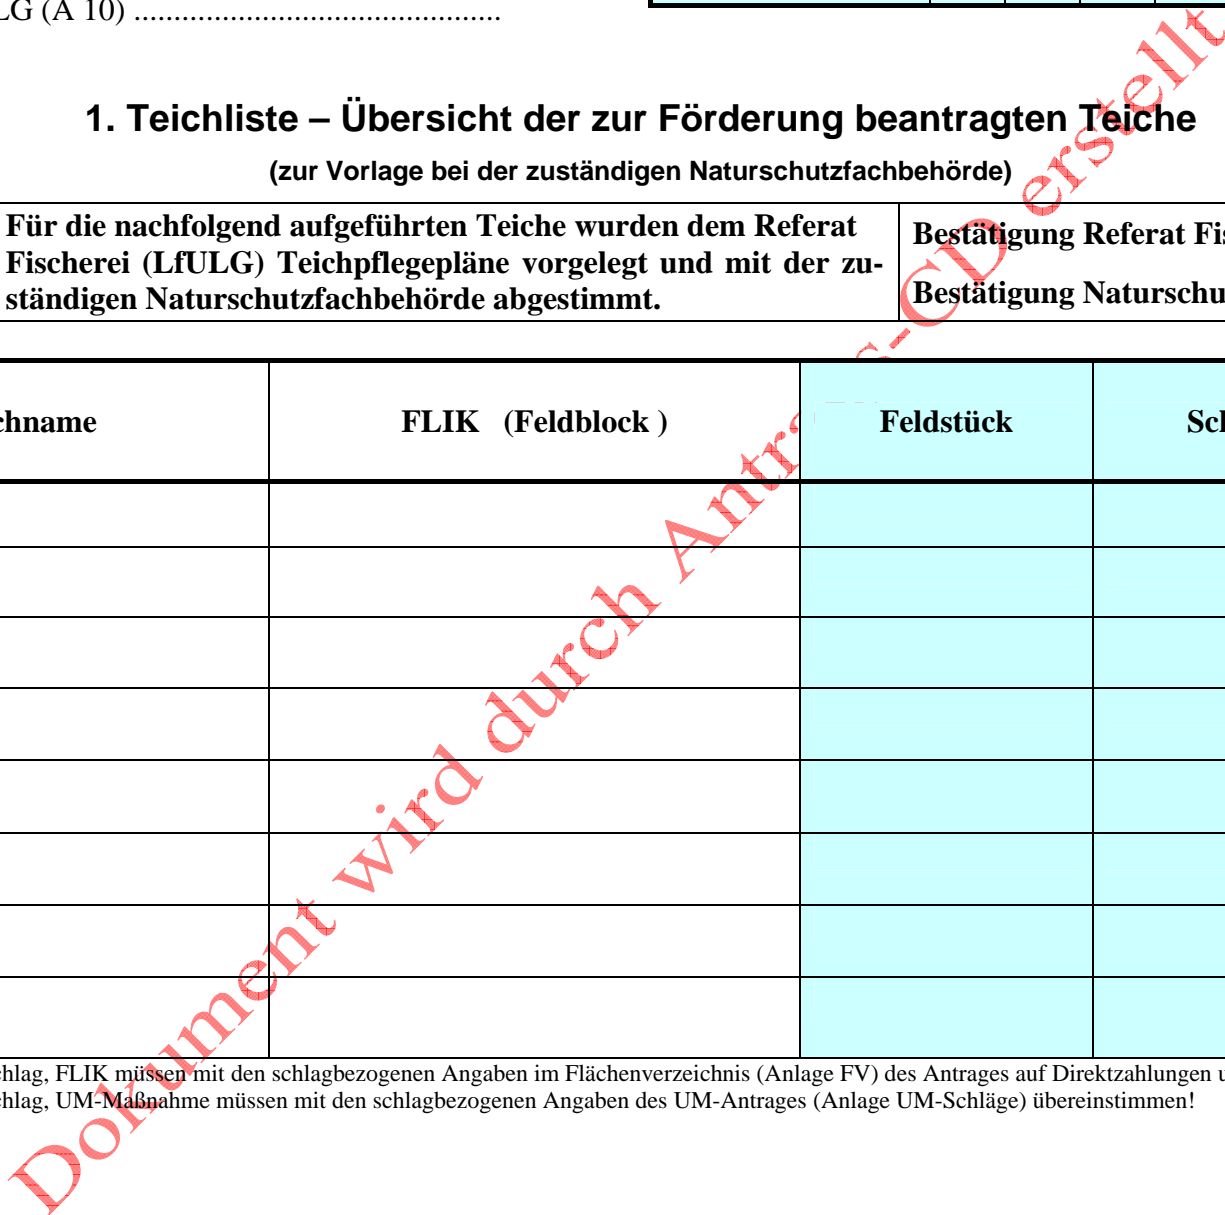 LG (A 10) ..............................................
1. Teichliste – Übersicht der zur Förderung beantragten Teiche
(zur Vorlage bei der zuständigen Naturschutzfachbehörde)
Für die nachfolgend aufgeführten Teiche wurden dem Referat
Fischerei (LfULG) Teichpflegepläne vorgelegt und mit der zu-
ständigen Naturschutzfachbehörde abgestimmt.
Bestätigung Referat Fis
Bestätigung Naturschu
chname FLIK (Feldblock ) Feldstück Sch
chlag, FLIK müssen mit den schlagbezogenen Angaben im Flächenverzeichnis (Anlage FV) des Antrages auf Direktzahlungen u
chlag, UM-Maßnahme müssen mit den schlagbezogenen Angaben des UM-Antrages (Anlage UM-Schläge) übereinstimmen!
Dokument wird durch Antra s-CD erstellt